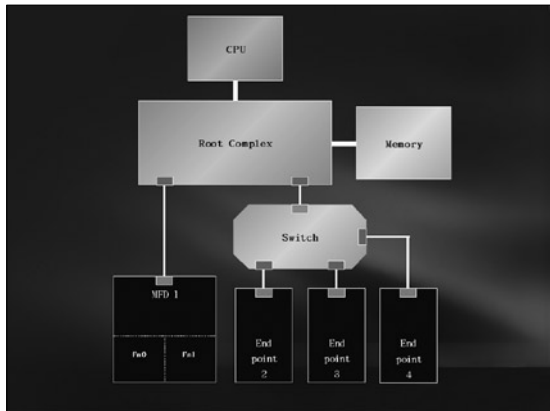 CPU
Root Complex
Memory
Switch
MFD 1
Fn0
Fn1
End
point
2
End
point
3
End
point
4